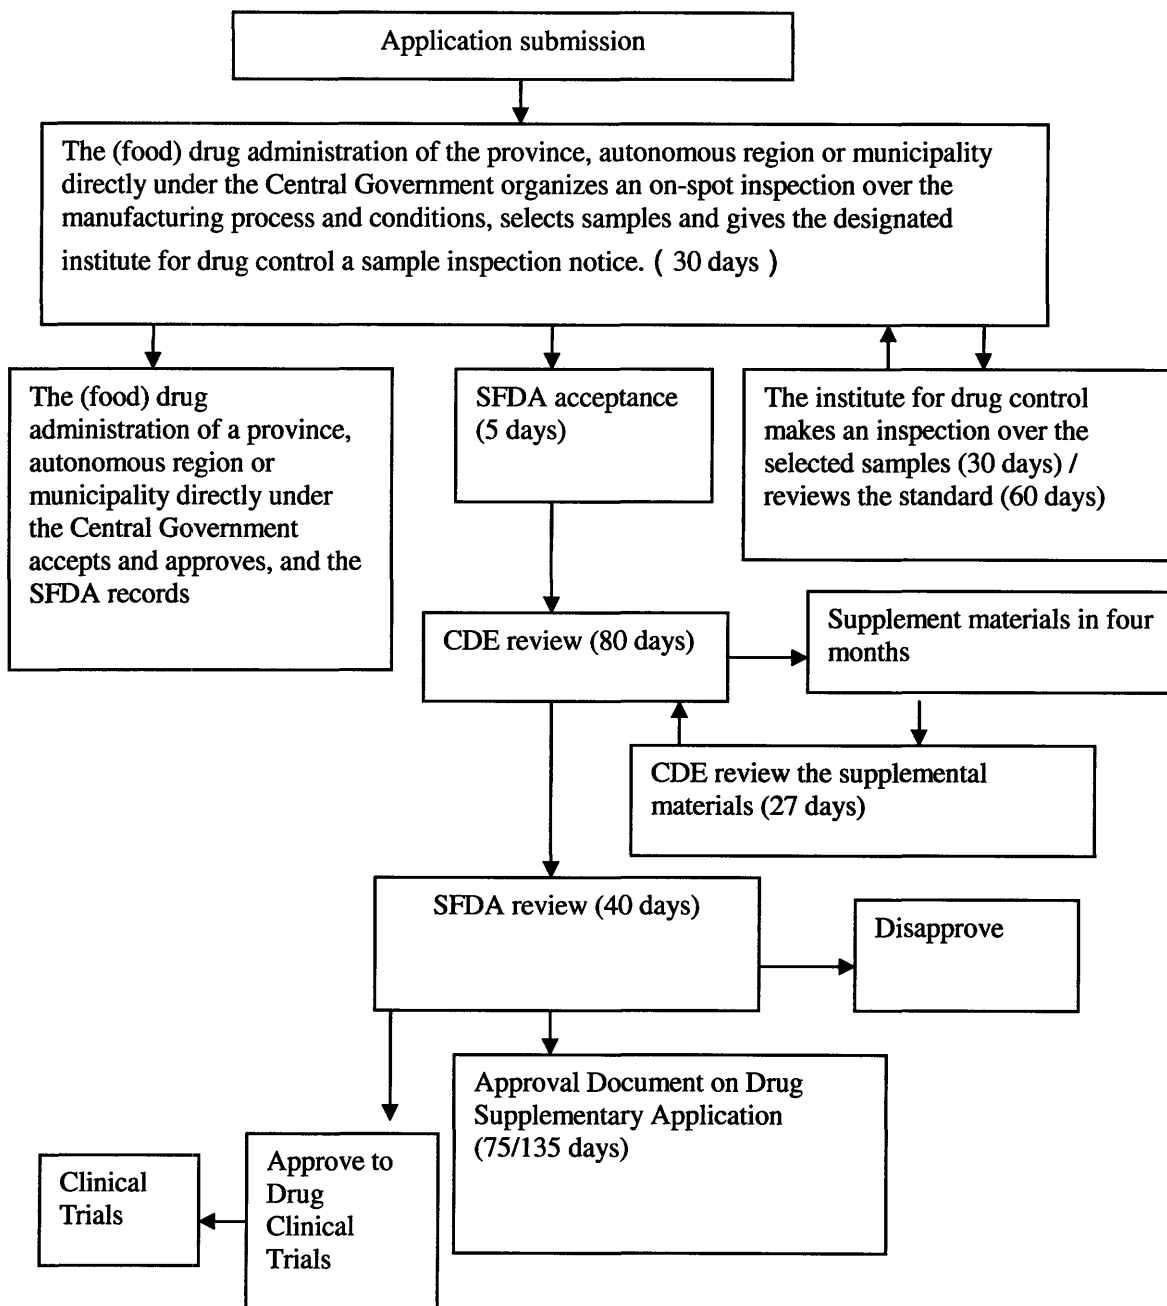 Application submission
The (food) drug administration of the province, autonomous region or municipality
directly under the Central Government organizes an on-spot inspection over the
manufacturing process and conditions, selects samples and gives the designated
institute for drug control a sample inspection notice. ( 30 days )
The (food) drug
administration of a province,
autonomous region or
municipality directly under
the Central Government
accepts and approves, and the
SFDA records
SFDA acceptance
(5 days)
The institute for drug control
makes an inspection over the
selected samples (30 days) /
reviews the standard (60 days)
CDE review (80 days)
Supplement materials in four
months
CDE review the supplemental
materials (27 days)
SFDA review (40 days)
Disapprove
Approval Document on Drug
Supplementary Application
(75/135 days)
Approve to
Drug
Clinical
Trials
Clinical
Trials